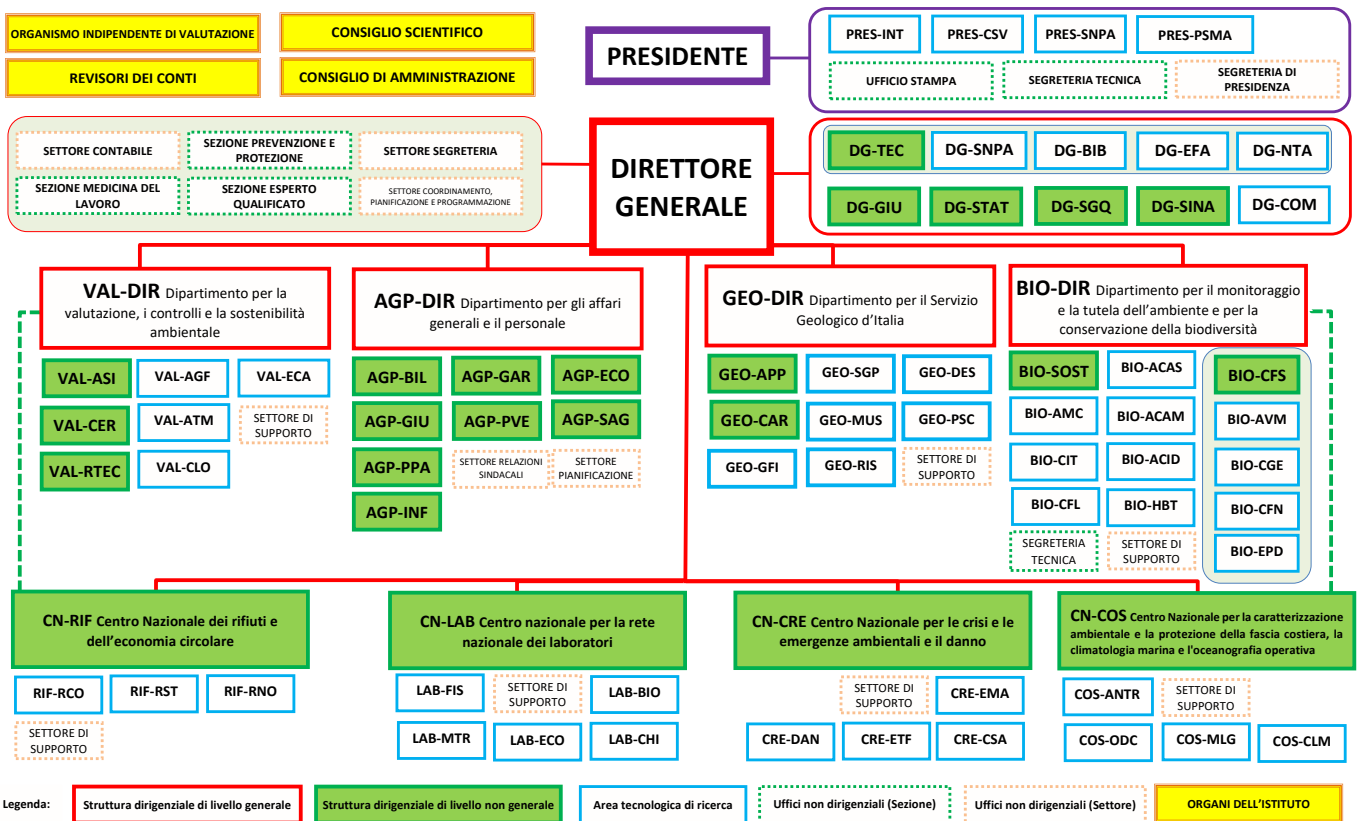 ORGANISMO INDIPENDENTE DI VALUTAZIONE
CONSIGLIO SCIENTIFICO
REVISORI DEI CONTI
CONSIGLIO DI AMMINISTRAZIONE
PRESIDENTE
PRES-INT
PRES-CSV
PRES-SNPA
PRES-PSMA
UFFICIO STAMPA
SEGRETERIA TECNICA
SEGRETERIA DI
PRESIDENZA
SETTORE CONTABILE
SEZIONE PREVENZIONE E
PROTEZIONE
SETTORE SEGRETERIA
SEZIONE MEDICINA DEL
LAVORO
SEZIONE ESPERTO
QUALIFICATO
SETTORE COORDINAMENTO,
PIANIFICAZIONE E PROGRAMMAZIONE
DIRETTORE
GENERALE
DG-TEC
DG-SNPA
DG-BIB
DG-EFA
DG-NTA
DG-GIU
DG-STAT
DG-SGQ
DG-SINA
DG-COM
VAL-DIR Dipartimento per la
valutazione, i controlli e la sostenibilità
ambientale
AGP-DIR Dipartimento per gli affari
generali e il personale
GEO-DIR Dipartimento per il Servizio
Geologico d'Italia
BIO-DIR Dipartimento per il monitoraggio
e la tutela dell'ambiente e per la
conservazione della biodiversità
VAL-ASI
VAL-AGF
VAL-ECA
VAL-CER
VAL-ATM
SETTORE DI
SUPPORTO
VAL-RTEC
VAL-CLO
AGP-BIL
AGP-GAR
AGP-ECO
AGP-GIU
AGP-PVE
AGP-SAG
AGP-PPA
SETTORE RELAZIONI
SINDACALI
SETTORE
PIANIFICAZIONE
AGP-INF
GEO-APP
GEO-SGP
GEO-DES
GEO-CAR
GEO-MUS
GEO-PSC
GEO-GFI
GEO-RIS
SETTORE DI
SUPPORTO
BIO-SOST
BIO-ACAS
BIO-CFS
BIO-AMC
BIO-ACAM
BIO-AVM
BIO-CIT
BIO-ACID
BIO-CGE
BIO-CFL
BIO-HBT
BIO-CFN
SEGRETERIA
TECNICA
SETTORE DI
SUPPORTO
BIO-EPD
CN-RIF Centro Nazionale dei rifiuti e
dell'economia circolare
CN-LAB Centro nazionale per la rete
nazionale dei laboratori
CN-CRE Centro Nazionale per le crisi e le
emergenze ambientali e il danno
CN-COS Centro Nazionale per la caratterizzazione
ambientale e la protezione della fascia costiera, la
climatologia marina e l'oceanografia operativa
RIF-RCO
RIF-RST
RIF-RNO
SETTORE DI
SUPPORTO
LAB-FIS
SETTORE DI
SUPPORTO
LAB-BIO
LAB-MTR
LAB-ECO
LAB-CHI
SETTORE DI
SUPPORTO
CRE-EMA
CRE-DAN
CRE-ETF
CRE-CSA
COS-ANTR
SETTORE DI
SUPPORTO
COS-ODC
COS-MLG
COS-CLM
Legenda:
Struttura dirigenziale di livello generale
Struttura dirigenziale di livello non generale
Area tecnologica di ricerca
Uffici non dirigenziali (Sezione)
Uffici non dirigenziali (Settore)
ORGANI DELL'ISTITUTO